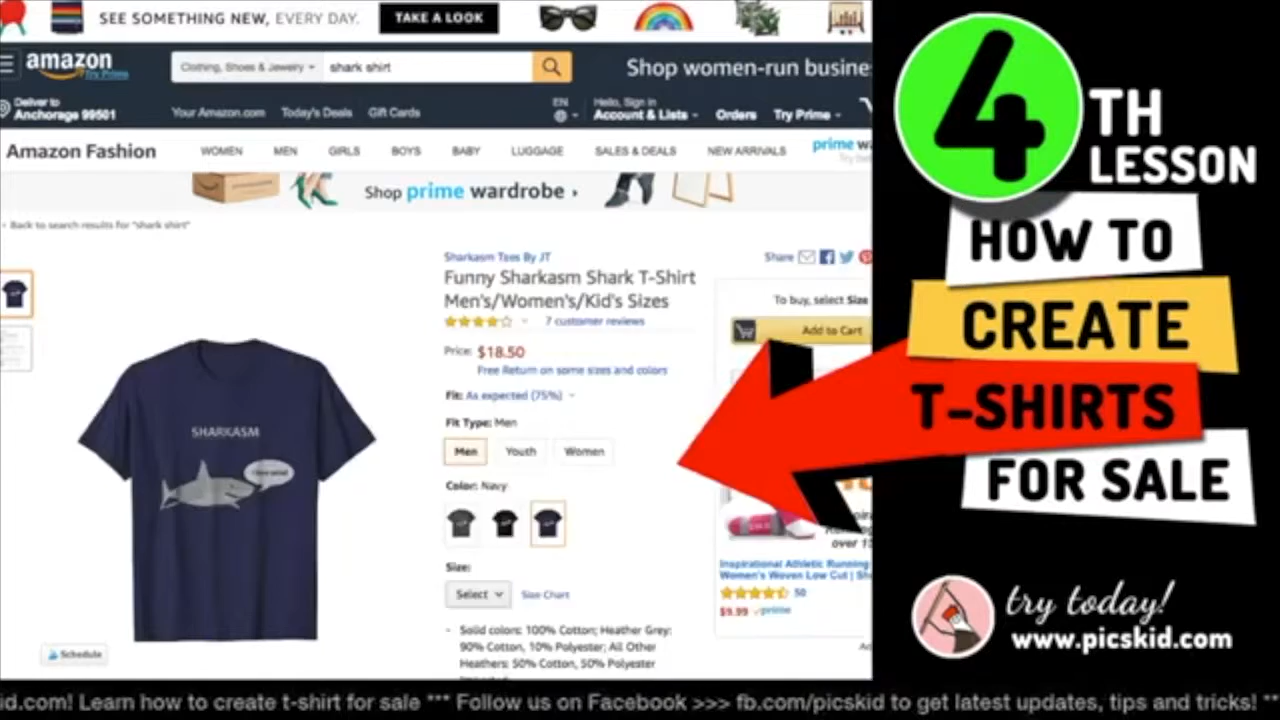 SEE SOMETHING NEW, EVERY DAY.
TAKE A LOOK
amazon
Try Prime
Clothing, Shoes & Jewelry
shark shirt
Shop women-run busine
Deliver to
Anchorage 99501
Your Amazon.com
Today's Deals
Gift Cards
EN
Hello, Sign in
Account & Lists
Orders
Try Prime
Amazon Fashion
WOMEN
MEN
GIRLS
BOYS
BABY
LUGGAGE
SALES & DEALS
NEW ARRIVALS
prime wa
Shop prime wardrobe
‹ Back to search results for "shark shirt"
Sharkasm Tees By JT
Funny Sharkasm Shark T-Shirt
Men's/Women's/Kid's Sizes
7 customer reviews
Price: $18.50
Free Return on some sizes and colors
Fit: As expected (75%)
Fit Type: Men
Men
Youth
Women
Color: Navy
Size:
Select
Size Chart
Solid colors: 100% Cotton; Heather Grey:
90% Cotton, 10% Polyester; All Other
Heathers: 50% Cotton, 50% Polyester
SHARKASM
Schedule
Share
To buy, select Size
Add to Cart
over 1
Inspirational Athletic Running
Women's Woven Low Cut | Sh
50
$9.99 prime
4
TH
LESSON
HOW TO
CREATE
T-SHIRTS
FOR SALE
try today!
www.picskid.com
id.com! Learn how to create t-shirt for sale *** Follow us on Facebook >>> fb.com/picskid to get latest updates, tips and tricks! **